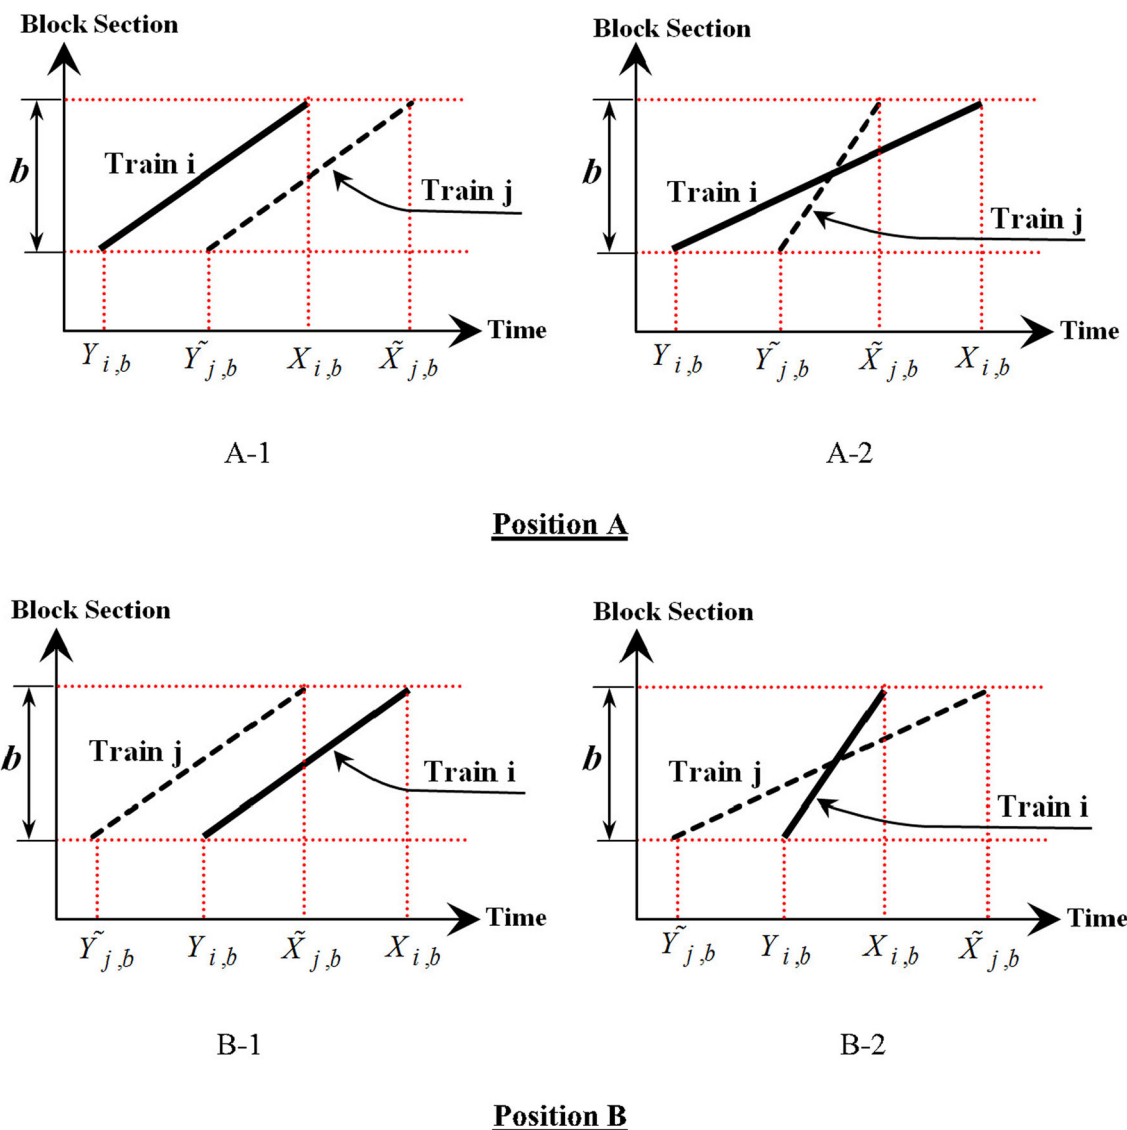 Block Section
b
Train i
Train j
Time
Y i,b Ỹ j,b X i,b X̃ j,b
A-1
Block Section
b
Train i
Train j
Time
Y i,b Ỹ j,b X̃ j,b X i,b
A-2
Position A
Block Section
b
Train j
Train i
Time
Ỹ j,b Y i,b X̃ j,b X i,b
B-1
Block Section
b
Train j
Train i
Time
Ỹ j,b Y i,b X i,b X̃ j,b
B-2
Position B